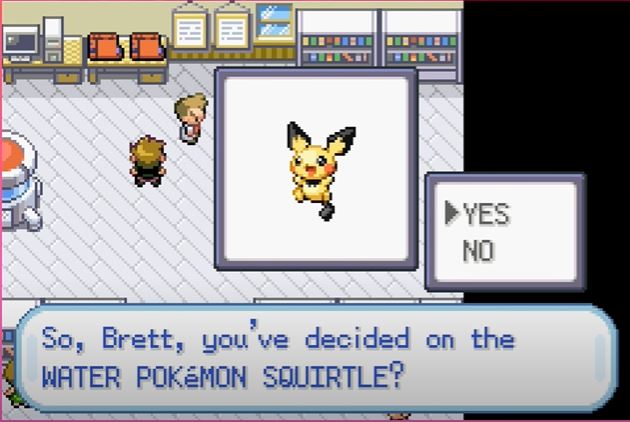 YES
NO
So, Brett, you've decided on the
WATER POKéMON SQUIRTLE?